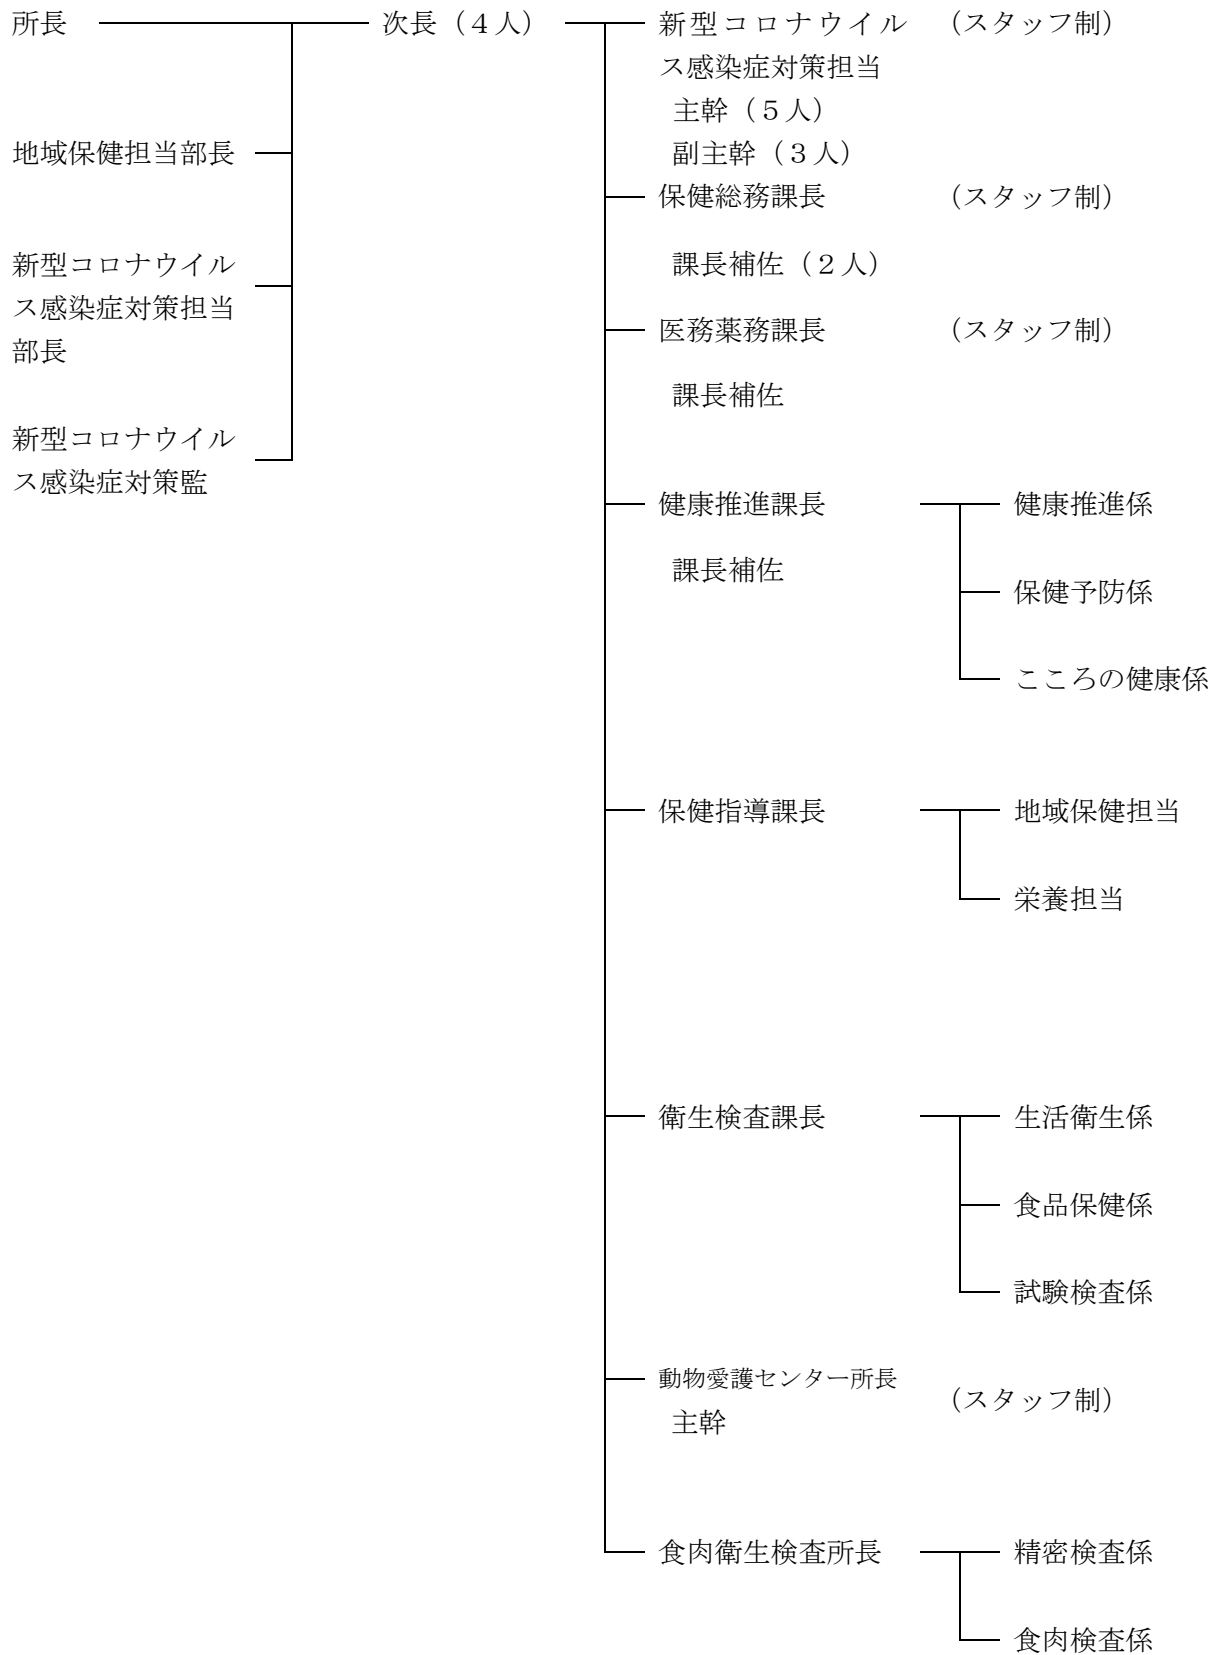 所長
次長（４人）
新型コロナウイル
ス感染症対策担当
（スタッフ制）
主幹（５人）
副主幹（３人）
地域保健担当部長
保健総務課長
（スタッフ制）
課長補佐（２人）
新型コロナウイル
ス感染症対策担当
部長
医務薬務課長
（スタッフ制）
課長補佐
新型コロナウイル
ス感染症対策監
健康推進課長
課長補佐
健康推進係
保健予防係
こころの健康係
保健指導課長
地域保健担当
栄養担当
衛生検査課長
生活衛生係
食品保健係
試験検査係
動物愛護センター所長
主幹
（スタッフ制）
食肉衛生検査所長
精密検査係
食肉検査係